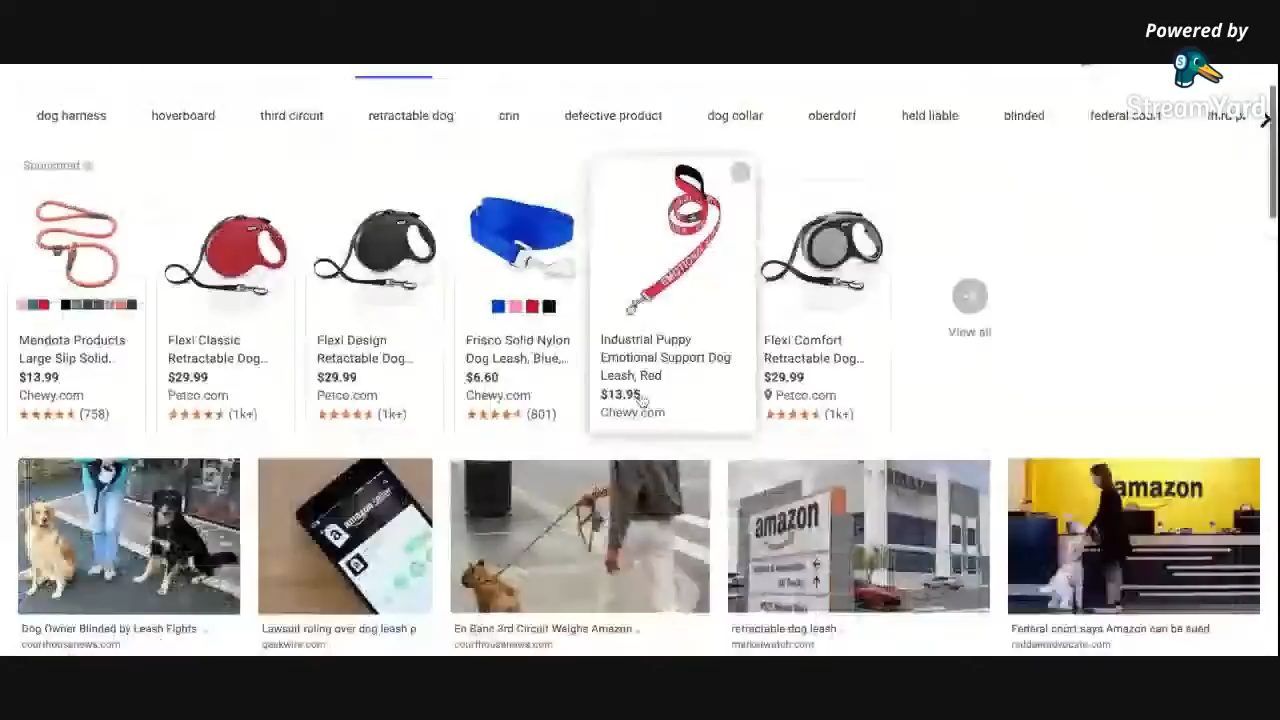 Powered by
StreamYard
dog harness hoverboard third circuit retractable dog cnn defective product dog collar oberdorf held liable blinded federal court
Sponsored
Mendota Products
Large Slip Solid...
$13.99
Chewy.com
(758)
Flexi Classic
Retractable Dog...
$29.99
Petco.com
(1k+)
Flexi Design
Retactable Dog...
$29.99
Petco.com
(1k+)
Frisco Solid Nylon
Dog Leash, Blue,...
$6.60
Chewy.com
(801)
EMOTIONAL
Industrial Puppy
Emotional Support Dog
Leash, Red
$13.95
Chewy.com
Flexi Comfort
Retractable Dog...
$29.99
Petco.com
(1k+)
View all
amazon seller
amazon
amazon
Dog Owner Blinded by Leash Fights ...
courthousenews.com
Lawsuit ruling over dog leash p
geekwire.com
En Banc 3rd Circuit Weighs Amazon ...
courthousenews.com
retractable dog leash
marketwatch.com
Federal court says Amazon can be sued